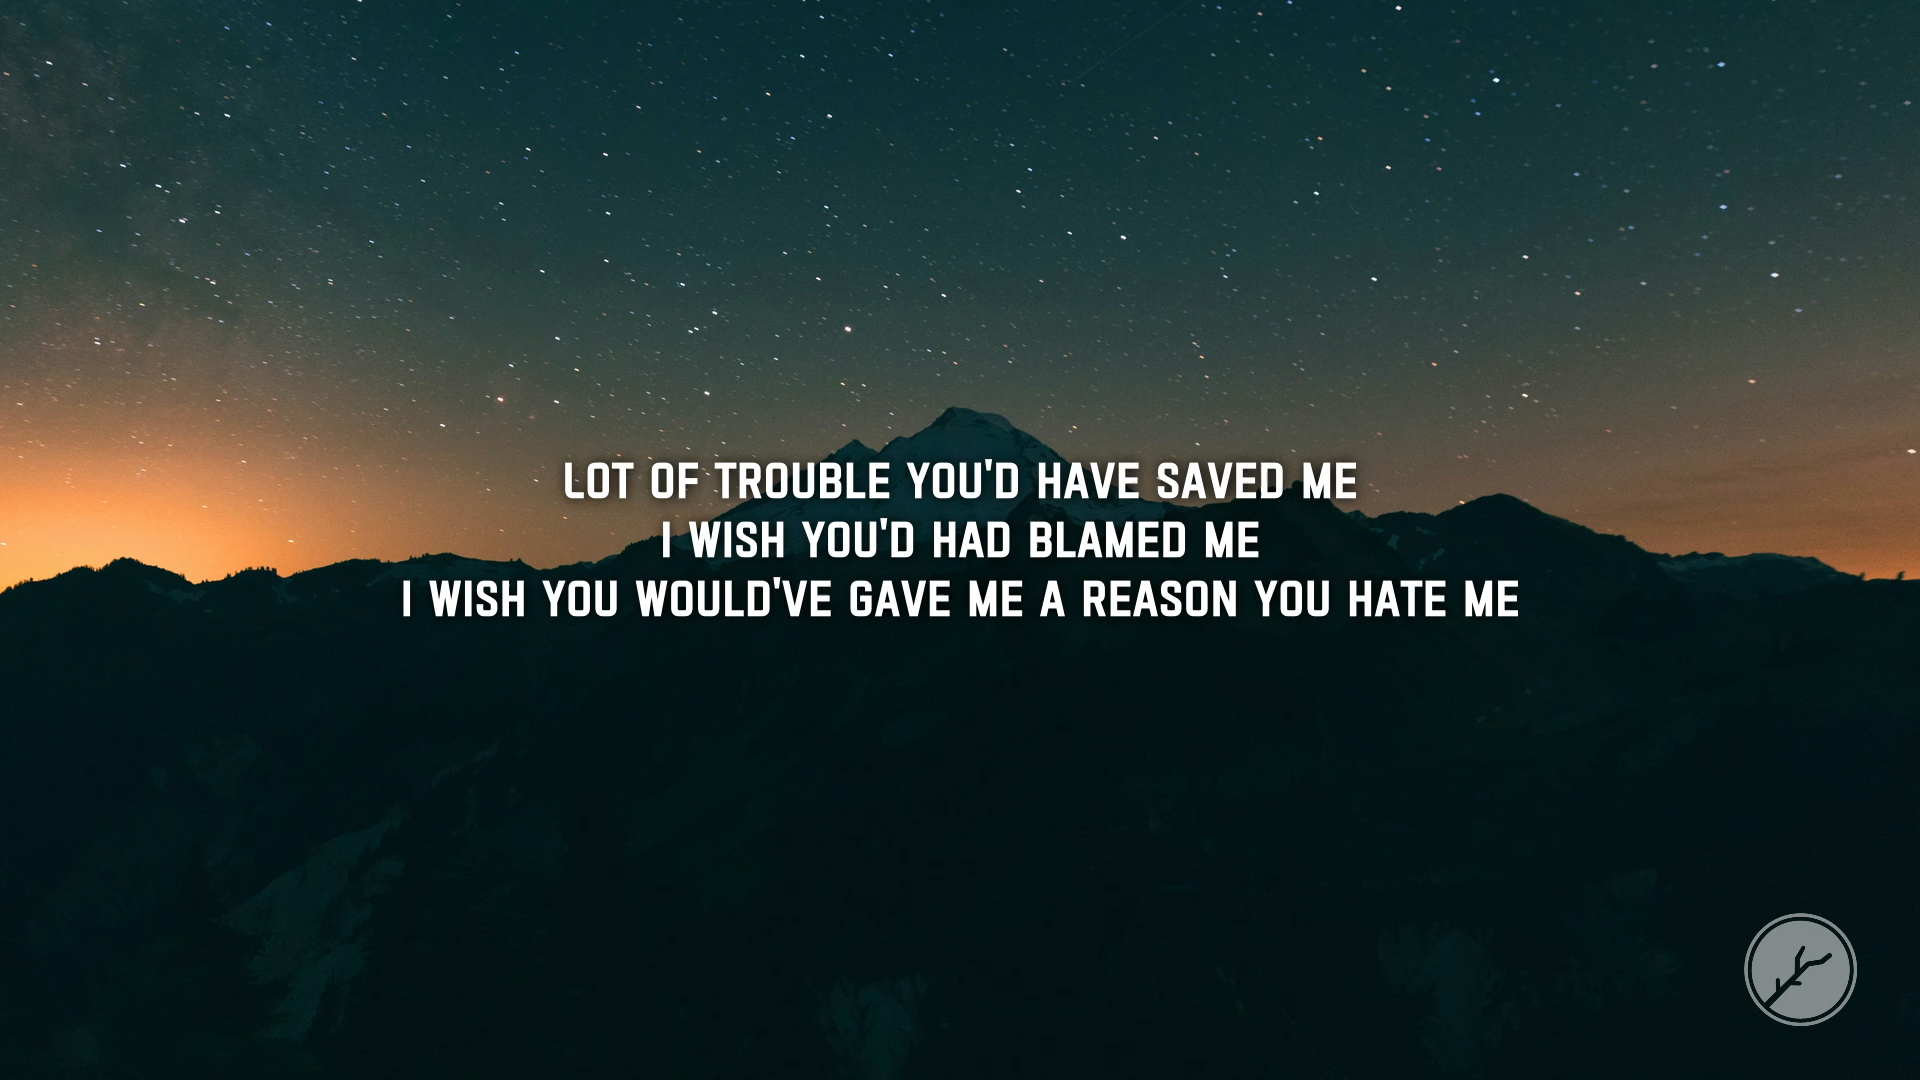 LOT OF TROUBLE YOU'D HAVE SAVED ME
I WISH YOU'D HAD BLAMED ME
I WISH YOU WOULD'VE GAVE ME A REASON YOU HATE ME